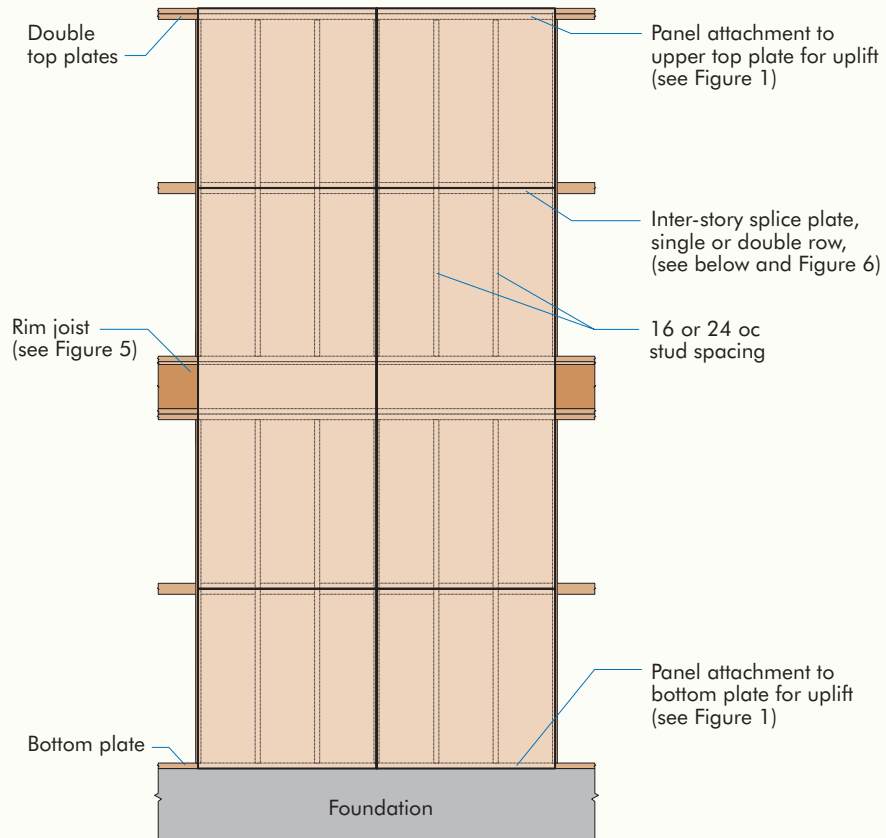 Double
top plates
Panel attachment to
upper top plate for uplift
(see Figure 1)
Inter-story splice plate,
single or double row,
(see below and Figure 6)
Rim joist
(see Figure 5)
16 or 24 oc
stud spacing
Panel attachment to
bottom plate for uplift
(see Figure 1)
Bottom plate
Foundation